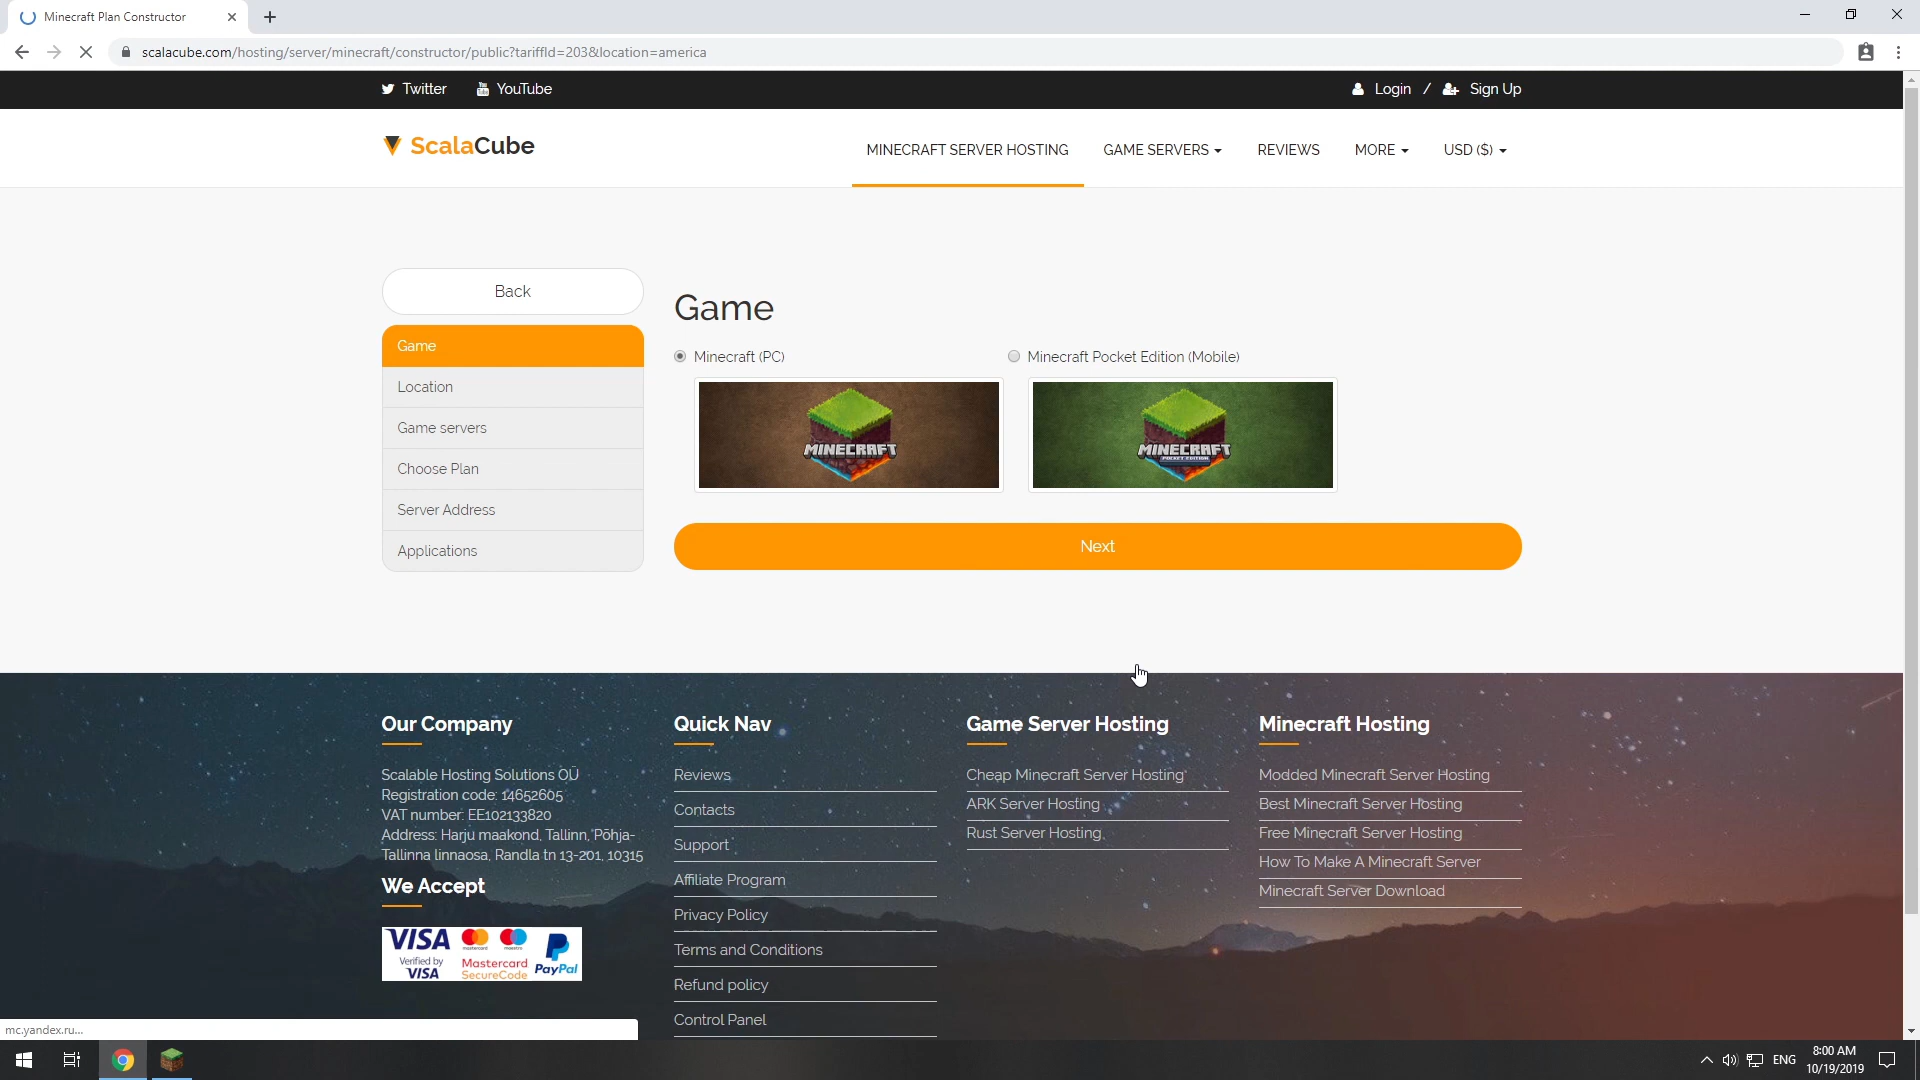 Minecraft Plan Constructor
scalacube.com/hosting/server/minecraft/constructor/public?tariffId=203&location=america
Twitter
YouTube
Login / Sign Up
ScalaCube
MINECRAFT SERVER HOSTING
GAME SERVERS
REVIEWS
MORE
USD ($)
Back
Game
Location
Game servers
Choose Plan
Server Address
Applications
Game
Minecraft (PC)
Minecraft Pocket Edition (Mobile)
MINECRAFT
MINECRAFT
POCKET EDITION
Next
Our Company
Scalable Hosting Solutions OÜ
Registration code: 14652605
VAT number: EE102133820
Address: Harju maakond, Tallinn, Põhja-
Tallinna linnaosa, Randla tn 13-201, 10315
We Accept
VISA
Verified by
VISA
mastercard
maestro
Mastercard
SecureCode
PayPal
Quick Nav
Reviews
Contacts
Support
Affiliate Program
Privacy Policy
Terms and Conditions
Refund policy
Control Panel
Game Server Hosting
Cheap Minecraft Server Hosting
ARK Server Hosting
Rust Server Hosting
Minecraft Hosting
Modded Minecraft Server Hosting
Best Minecraft Server Hosting
Free Minecraft Server Hosting
How To Make A Minecraft Server
Minecraft Server Download
mc.yandex.ru...
ENG
8:00 AM
10/19/2019